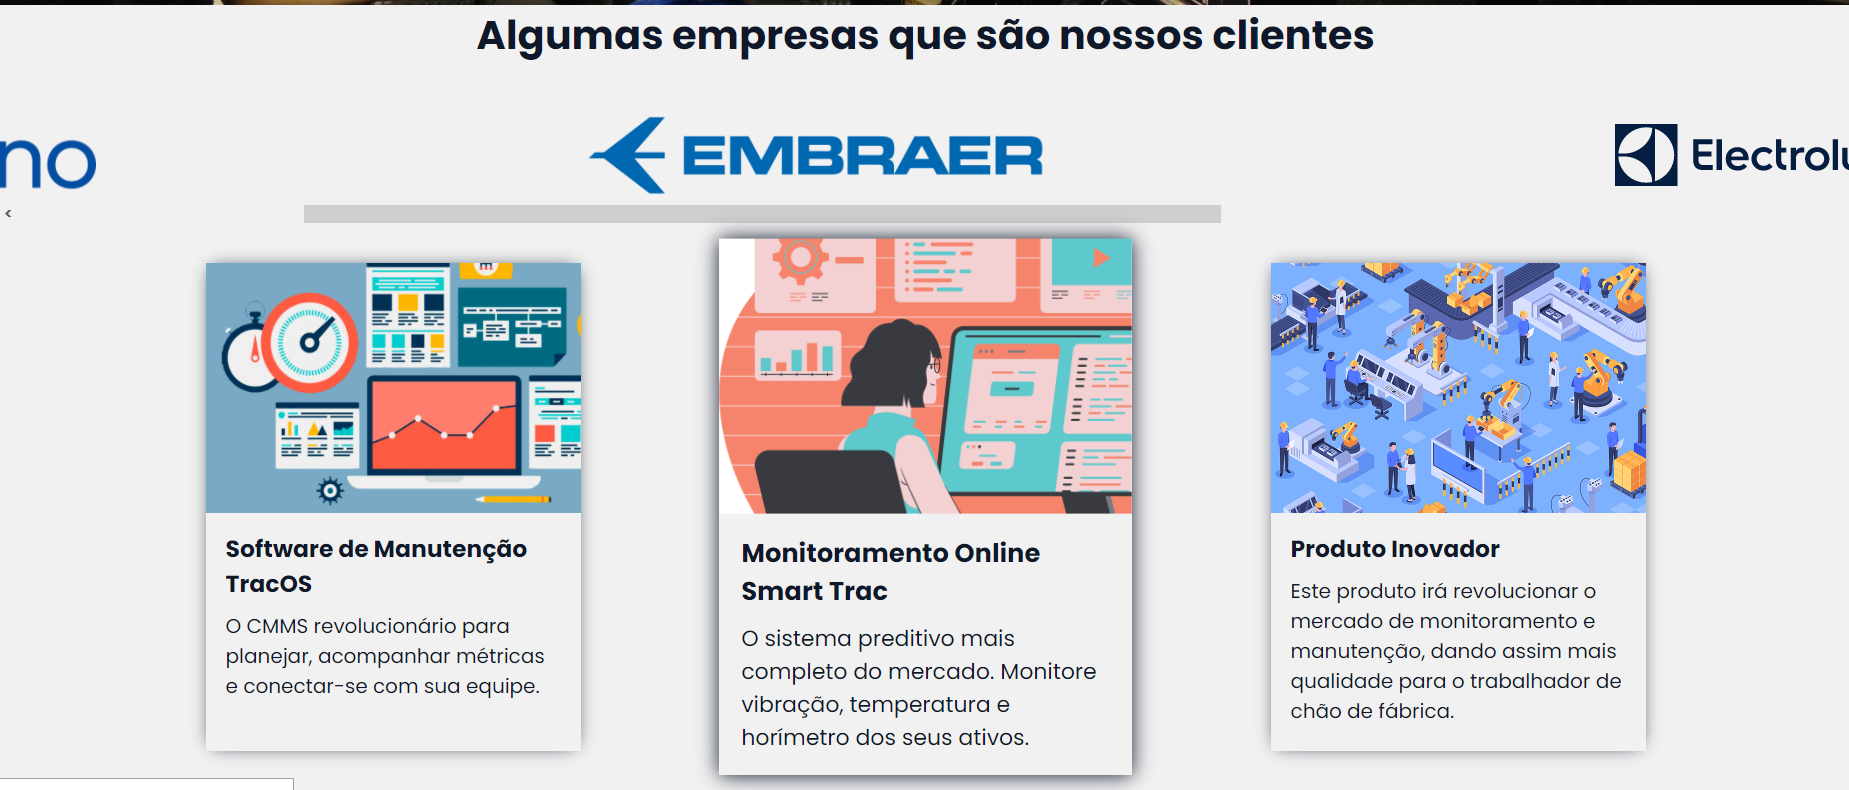 Algumas empresas que são nossos clientes
no
EMBRAER
Electrolu
Software de Manutenção
TracOS
O CMMS revolucionário para
planejar, acompanhar métricas
e conectar-se com sua equipe.
Monitoramento Online
Smart Trac
O sistema preditivo mais
completo do mercado. Monitore
vibração, temperatura e
horímetro dos seus ativos.
Produto Inovador
Este produto irá revolucionar o
mercado de monitoramento e
manutenção, dando assim mais
qualidade para o trabalhador de
chão de fábrica.